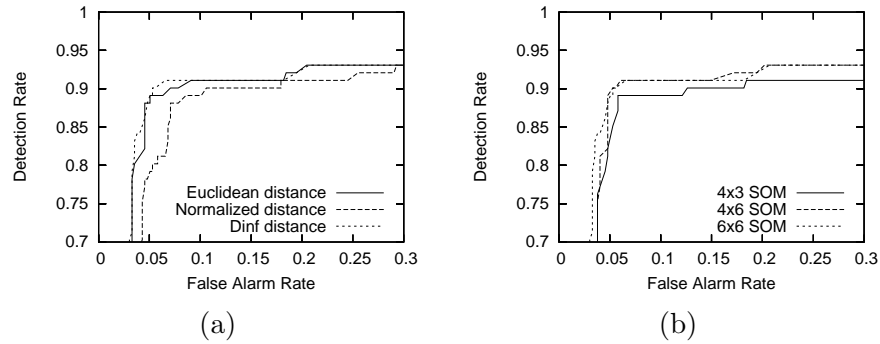 1
0.95
0.9
0.85
0.8
0.75
0.7
Detection Rate
Euclidean distance
Normalized distance
Dinf distance
0 0.05 0.1 0.15 0.2 0.25 0.3
False Alarm Rate
(a)
1
0.95
0.9
0.85
0.8
0.75
0.7
Detection Rate
4x3 SOM
4x6 SOM
6x6 SOM
0 0.05 0.1 0.15 0.2 0.25 0.3
False Alarm Rate
(b)